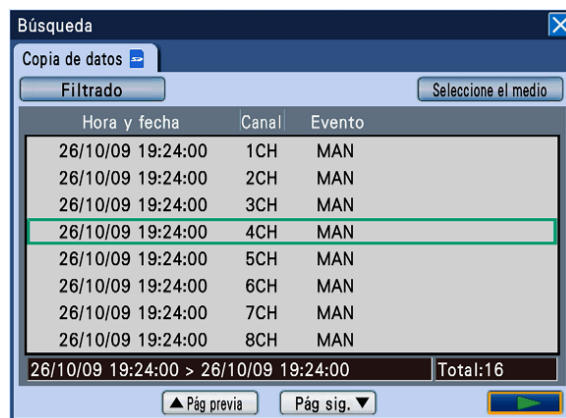 Búsqueda
Copia de datos
Filtrado Seleccione el medio
Hora y fecha Canal Evento
26/10/09 19:24:00 1CH MAN
26/10/09 19:24:00 2CH MAN
26/10/09 19:24:00 3CH MAN
26/10/09 19:24:00 4CH MAN
26/10/09 19:24:00 5CH MAN
26/10/09 19:24:00 6CH MAN
26/10/09 19:24:00 7CH MAN
26/10/09 19:24:00 8CH MAN
26/10/09 19:24:00 > 26/10/09 19:24:00 Total:16
▲ Pág previa Pág sig. ▼